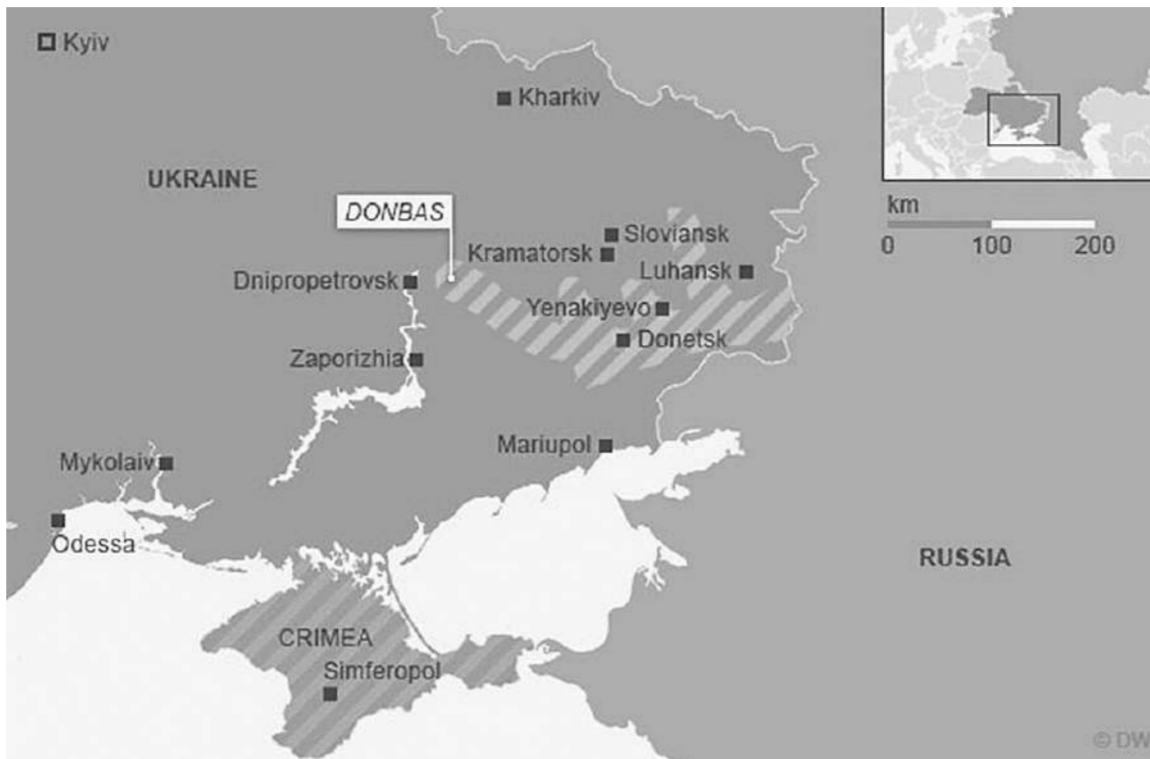 Kyiv
Kharkiv
UKRAINE
km
0 100 200
DONBAS
Sloviansk
Kramatorsk
Luhansk
Dnipropetrovsk
Yenakiyevo
Donetsk
Zaporizhia
Mariupol
Mykolaiv
Odessa
RUSSIA
CRIMEA
Simferopol
© DW